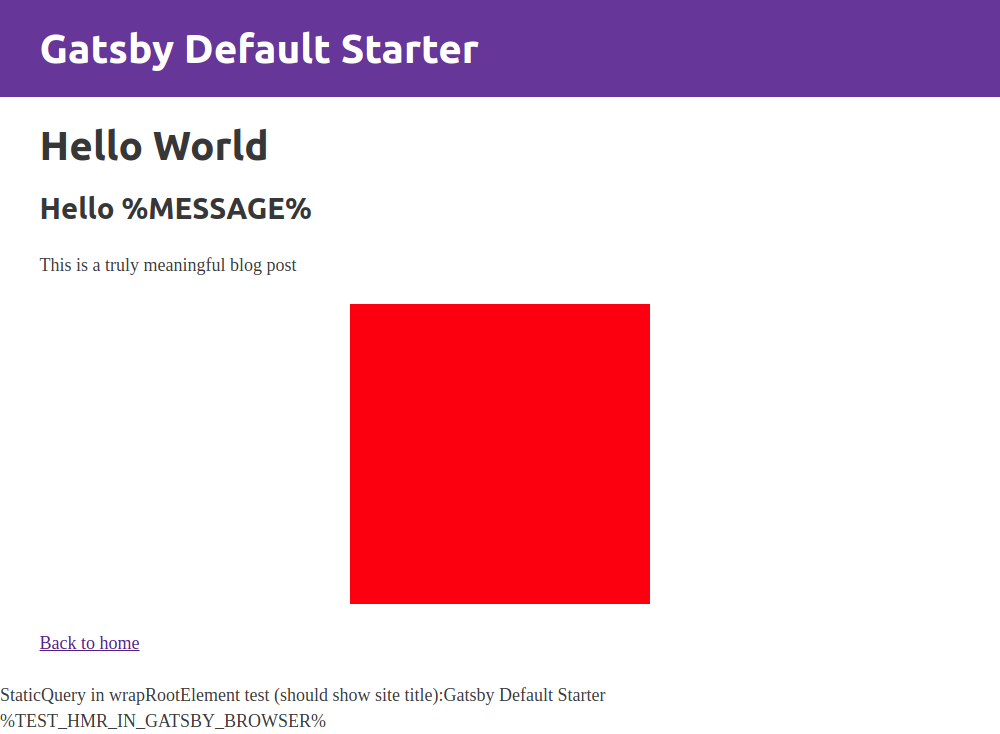 Gatsby Default Starter
Hello World
Hello %MESSAGE%
This is a truly meaningful blog post
Back to home
StaticQuery in wrapRootElement test (should show site title):Gatsby Default Starter
%TEST_HMR_IN_GATSBY_BROWSER%